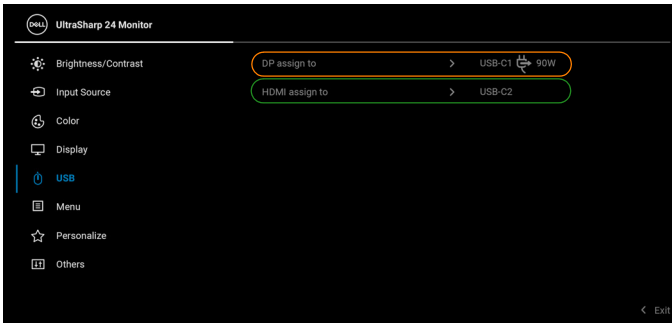 DELL UltraSharp 24 Monitor
Brightness/Contrast
DP assign to > USB-C1 90W
Input Source
HDMI assign to > USB-C2
Color
Display
USB
Menu
Personalize
Others
< Exit